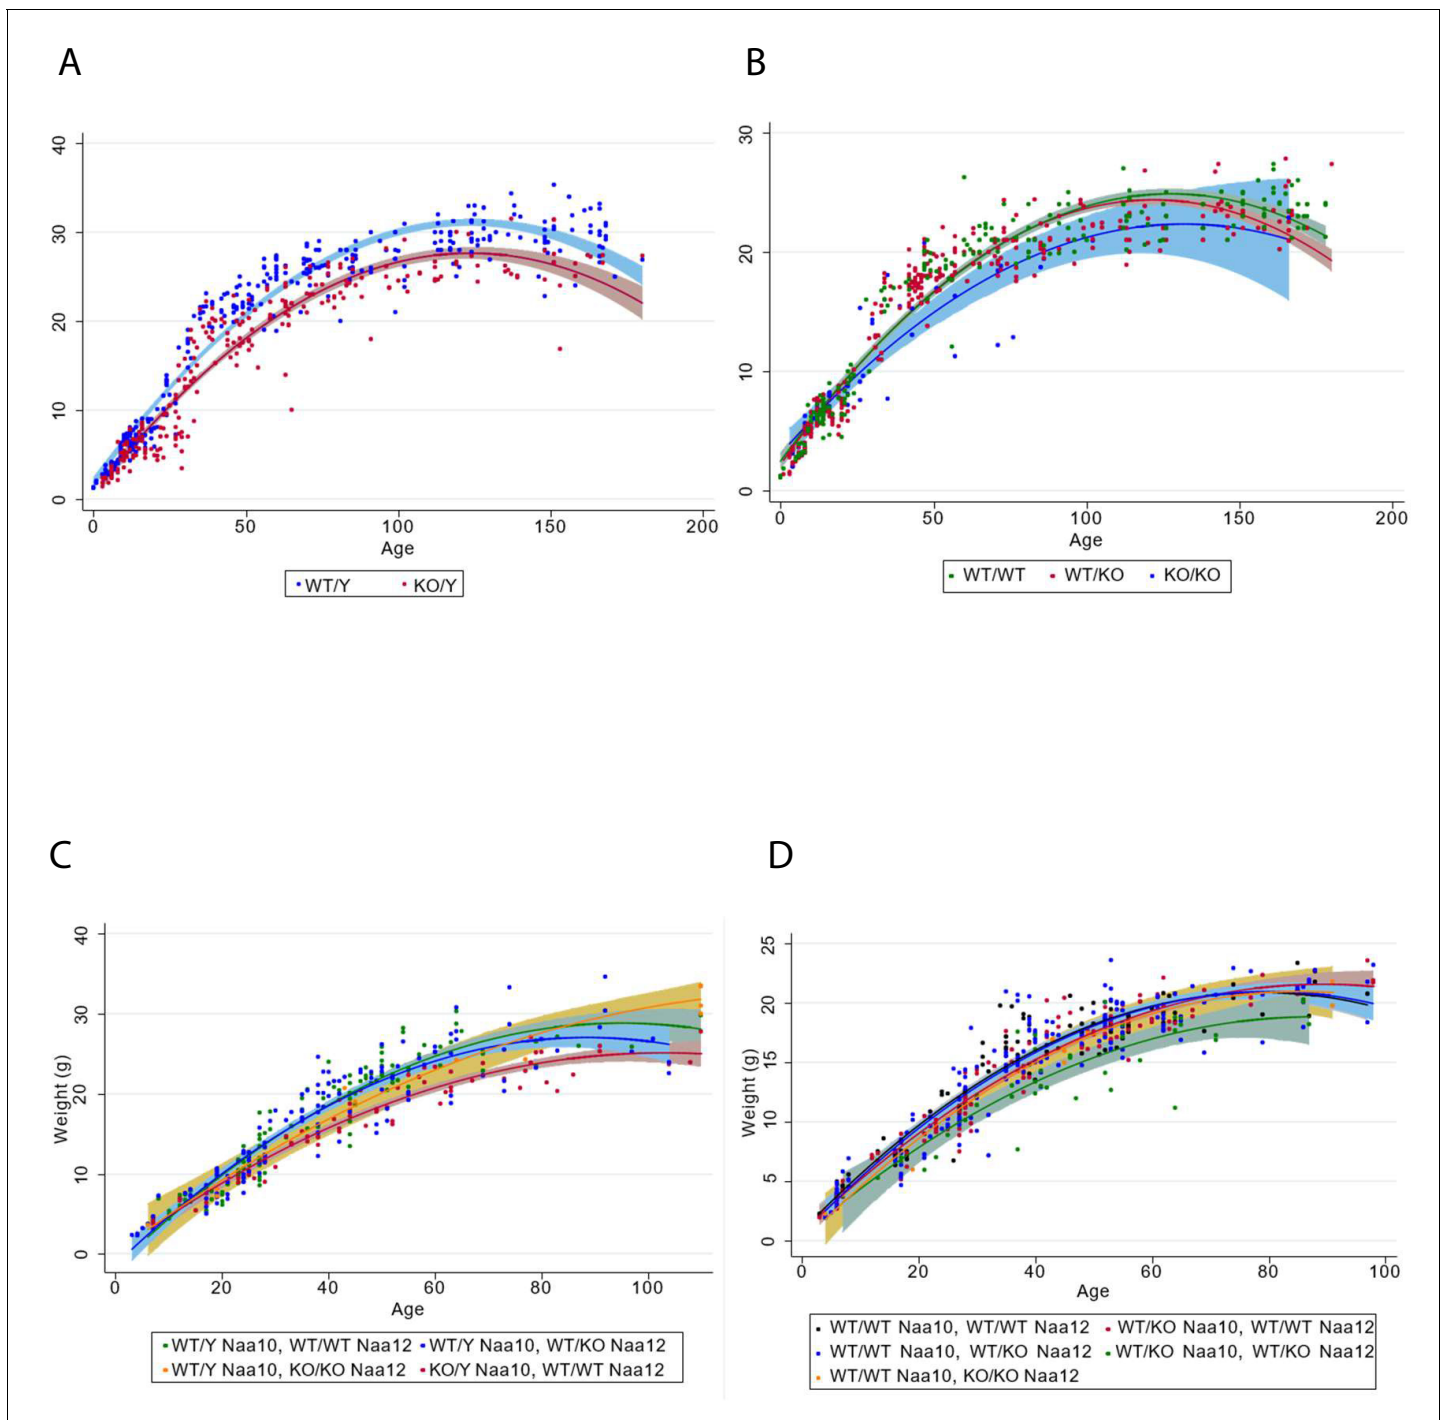 A
B
40
30
20
10
0
0 50 100 150 200
Age
WT/Y KO/Y
30
20
10
0
0 50 100 150 200
Age
WT/WT WT/KO KO/KO
C
D
Weight (g)
40
30
20
10
0
0 20 40 60 80 100
Age
WT/Y Naa10, WT/WT Naa12 WT/Y Naa10, WT/KO Naa12
WT/Y Naa10, KO/KO Naa12 KO/Y Naa10, WT/WT Naa12
Weight (g)
25
20
15
10
5
0
0 20 40 60 80 100
Age
WT/WT Naa10, WT/WT Naa12 WT/KO Naa10, WT/WT Naa12
WT/WT Naa10, WT/KO Naa12 WT/KO Naa10, WT/KO Naa12
WT/WT Naa10, KO/KO Naa12